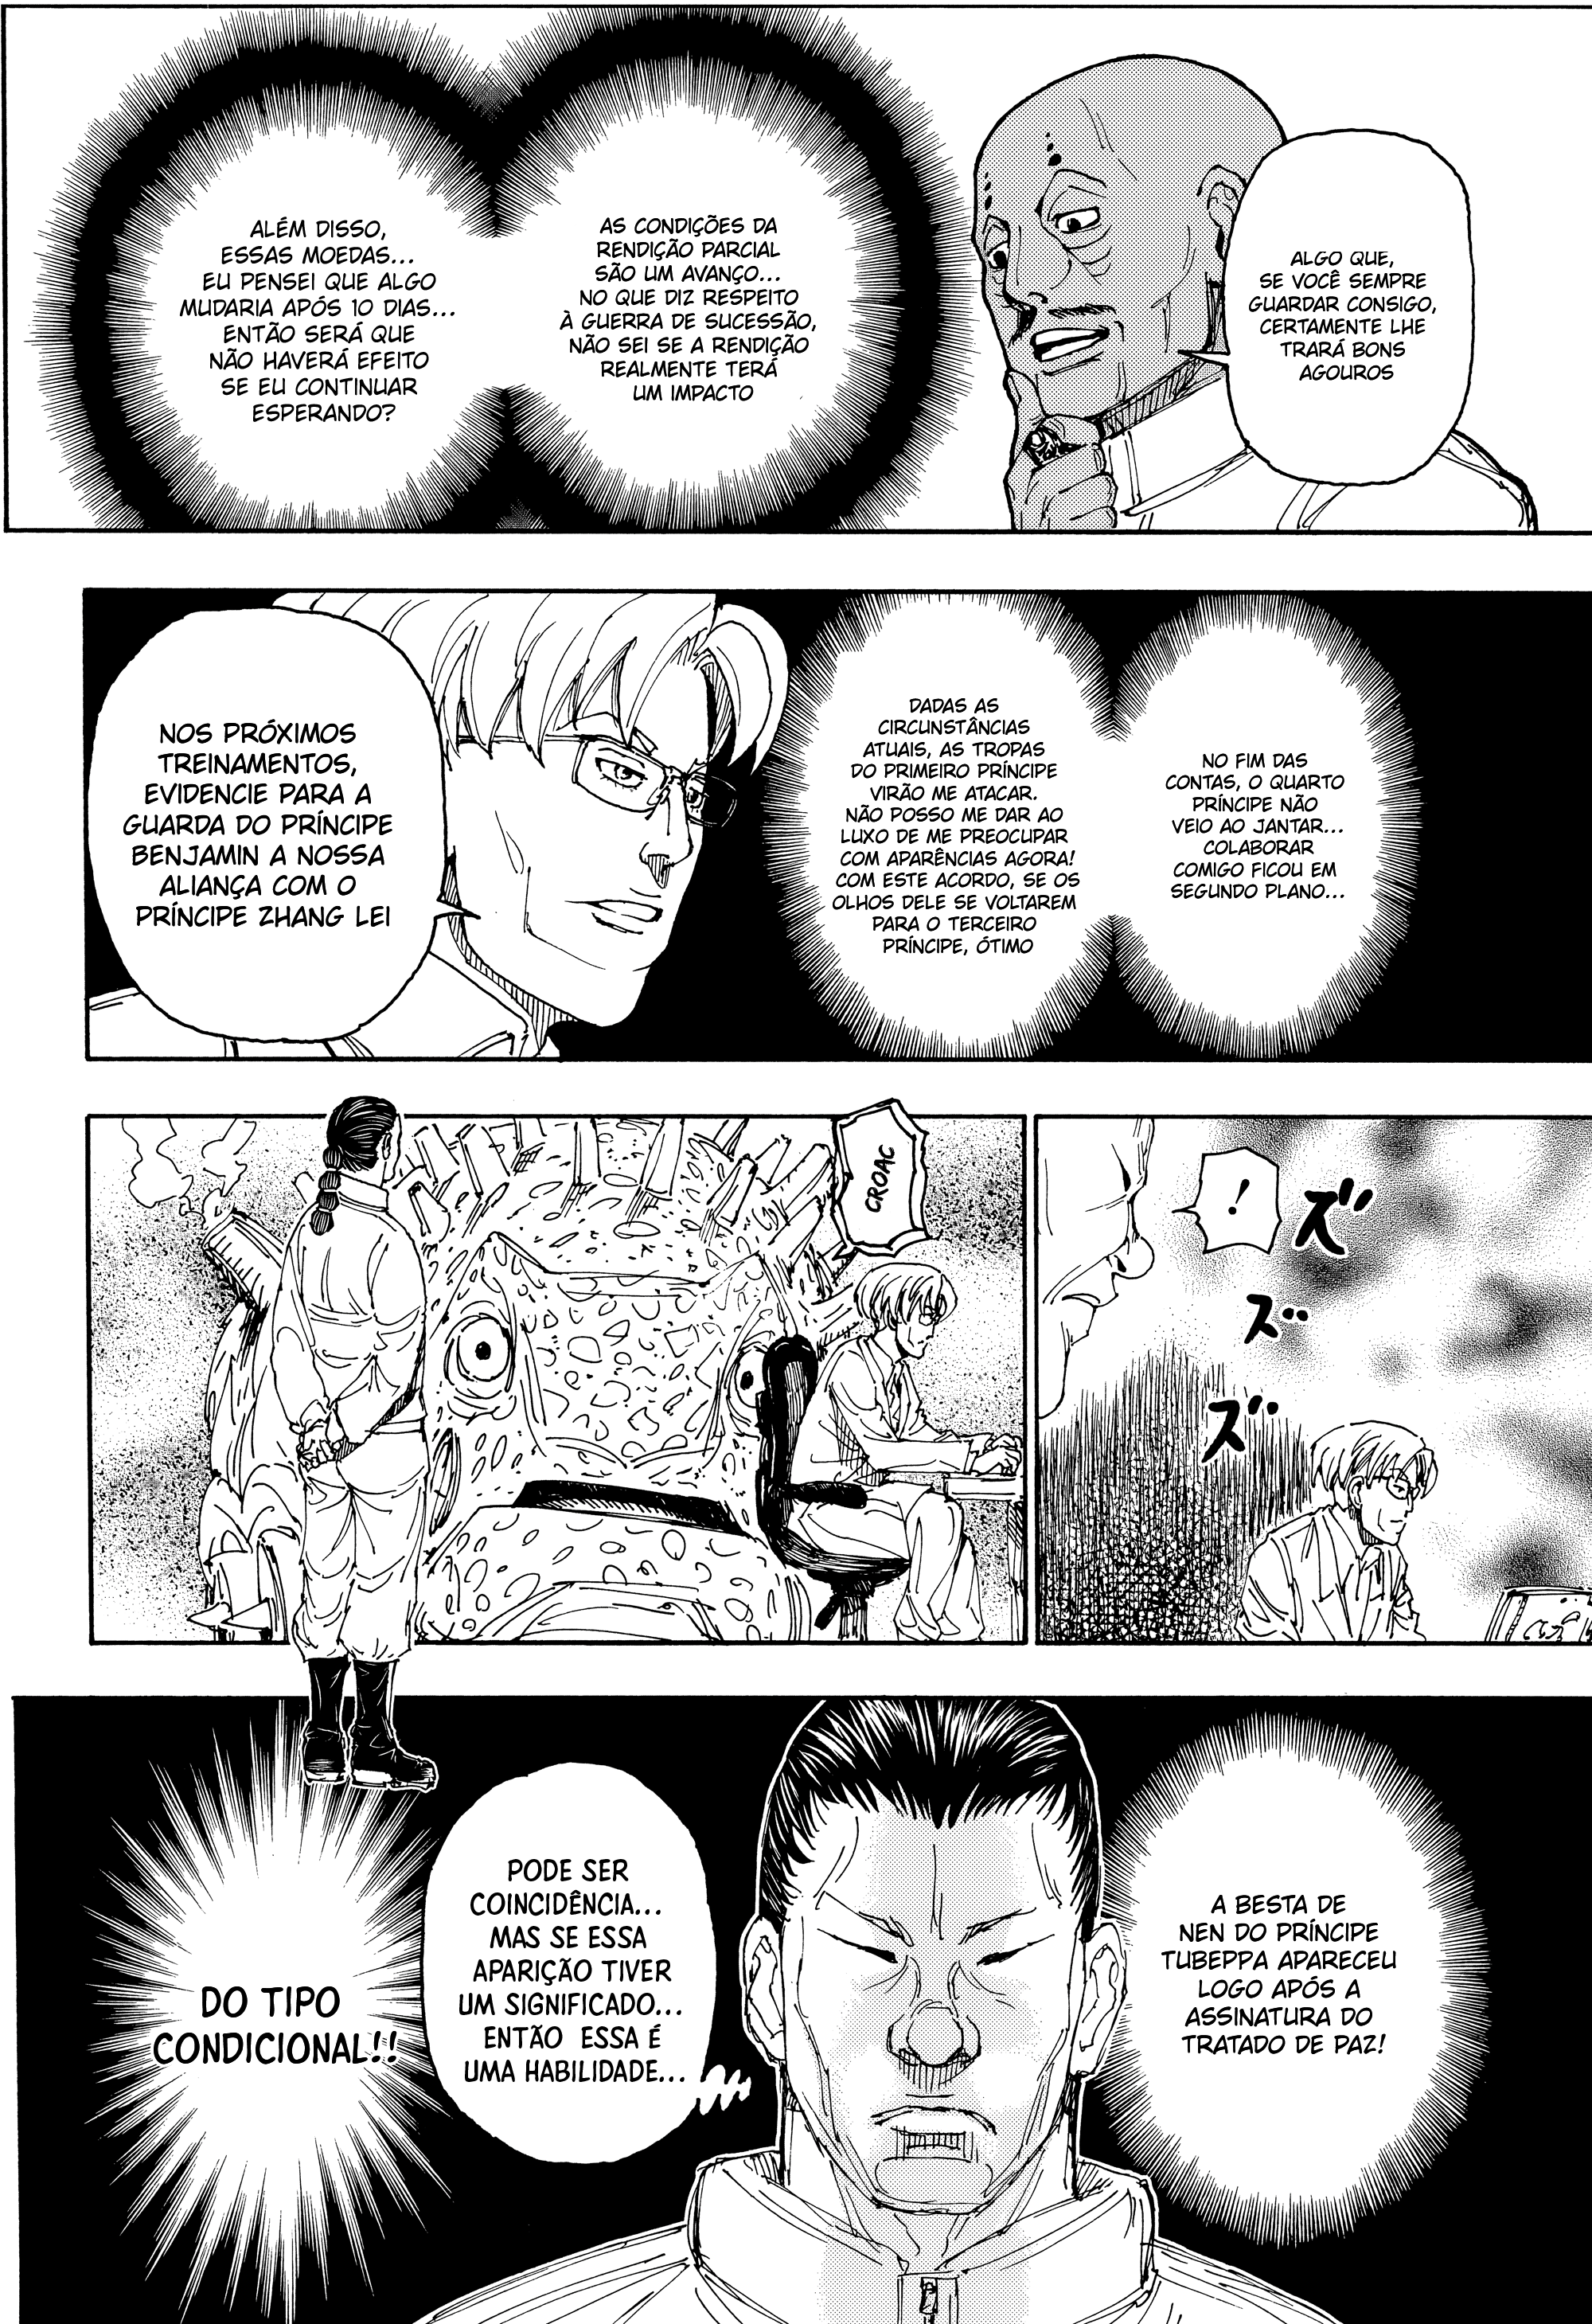 ALGO QUE,
SE VOCÊ SEMPRE
GUARDAR CONSIGO,
CERTAMENTE LHE
TRARÁ BONS
AGOUROS
AS CONDIÇÕES DA
RENDIÇÃO PARCIAL
SÃO UM AVANÇO...
NO QUE DIZ RESPEITO
À GUERRA DE SUCESSÃO,
NÃO SEI SE A RENDIÇÃO
REALMENTE TERÁ
UM IMPACTO
ALÉM DISSO,
ESSAS MOEDAS...
EU PENSEI QUE ALGO
MUDARIA APÓS 10 DIAS...
ENTÃO SERÁ QUE
NÃO HAVERÁ EFEITO
SE EU CONTINUAR
ESPERANDO?
NO FIM DAS
CONTAS, O QUARTO
PRÍNCIPE NÃO
VEIO AO JANTAR...
COLABORAR
COMIGO FICOU EM
SEGUNDO PLANO...
DADAS AS
CIRCUNSTÂNCIAS
ATUAIS, AS TROPAS
DO PRIMEIRO PRÍNCIPE
VIRÃO ME ATACAR.
NÃO POSSO ME DAR AO
LUXO DE ME PREOCUPAR
COM APARÊNCIAS AGORA!
COM ESTE ACORDO, SE OS
OLHOS DELE SE VOLTAREM
PARA O TERCEIRO
PRÍNCIPE, ÓTIMO
NOS PRÓXIMOS
TREINAMENTOS,
EVIDENCIE PARA A
GUARDA DO PRÍNCIPE
BENJAMIN A NOSSA
ALIANÇA COM O
PRÍNCIPE ZHANG LEI
ズ
ズ
ズ
!
CROAC
A BESTA DE
NEN DO PRÍNCIPE
TUBEPPA APARECEU
LOGO APÓS A
ASSINATURA DO
TRATADO DE PAZ!
PODE SER
COINCIDÊNCIA...
MAS SE ESSA
APARIÇÃO TIVER
UM SIGNIFICADO...
ENTÃO ESSA É
UMA HABILIDADE...
DO TIPO
CONDICIONAL!!